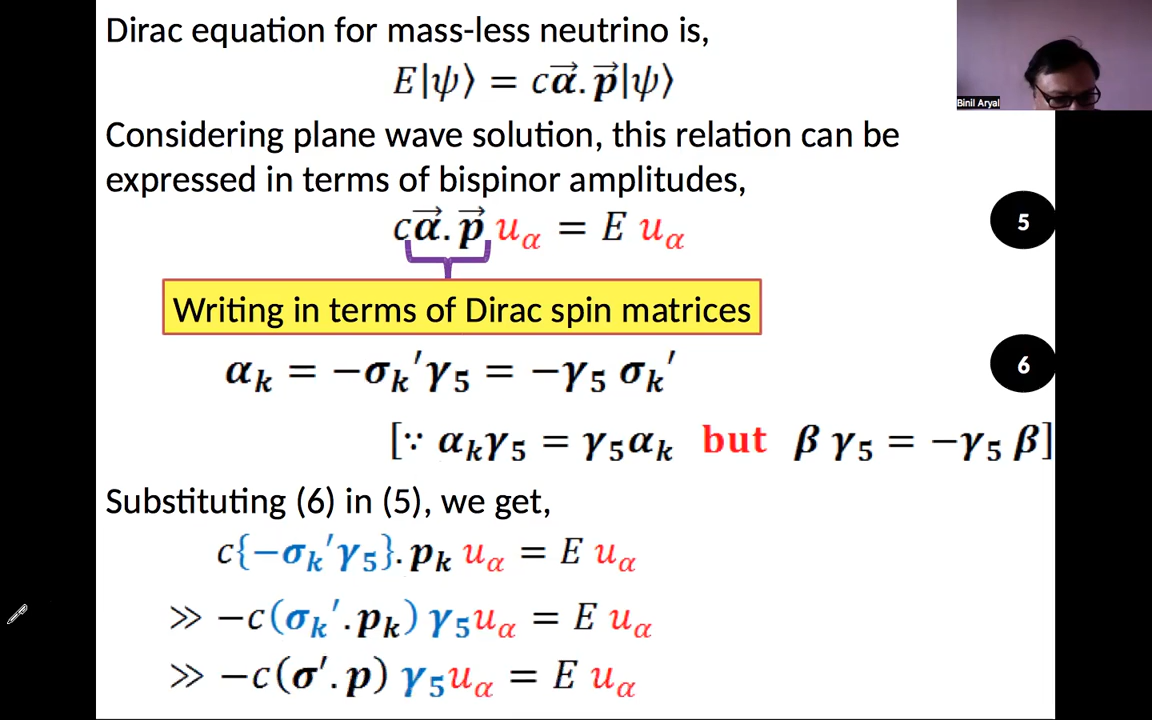 Dirac equation for mass-less neutrino is,
E|ψ⟩ = cα⃗.p⃗|ψ⟩
Binil Aryal
Considering plane wave solution, this relation can be
expressed in terms of bispinor amplitudes,
cα⃗.p⃗ u_α = E u_α
5
Writing in terms of Dirac spin matrices
α_k = −σ_k′γ_5 = −γ_5 σ_k′
6
[∵ α_kγ_5 = γ_5α_k but β γ_5 = −γ_5 β]
Substituting (6) in (5), we get,
c{−σ_k′γ_5}.p_k u_α = E u_α
≫ −c(σ_k′.p_k) γ_5u_α = E u_α
≫ −c(σ′.p) γ_5u_α = E u_α